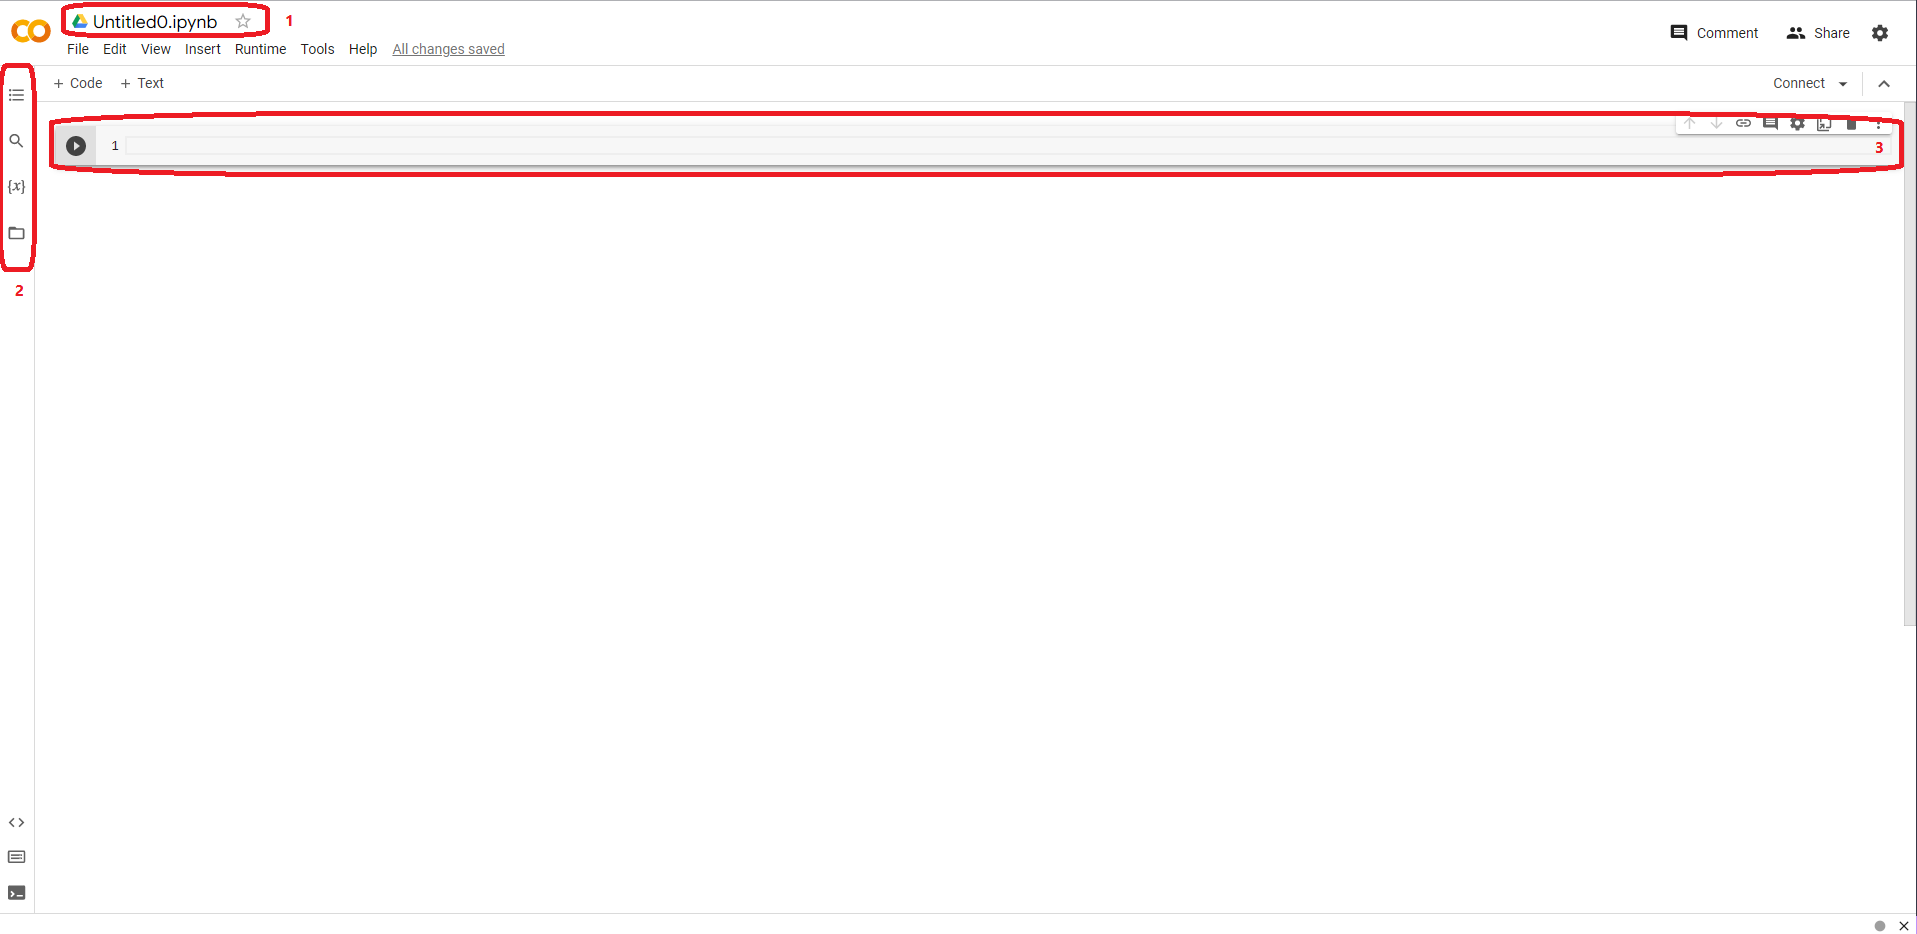 CO Untitled0.ipynb 1
File Edit View Insert Runtime Tools Help All changes saved
Comment Share
+ Code + Text
Connect
1
3
{x}
2